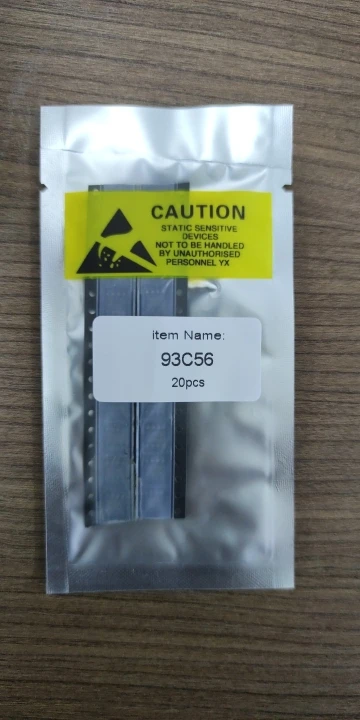 CAUTION
STATIC SENSITIVE
DEVICES
NOT TO BE HANDLED
BY UNAUTHORISED
PERSONNEL YX
item Name:
93C56
20pcs